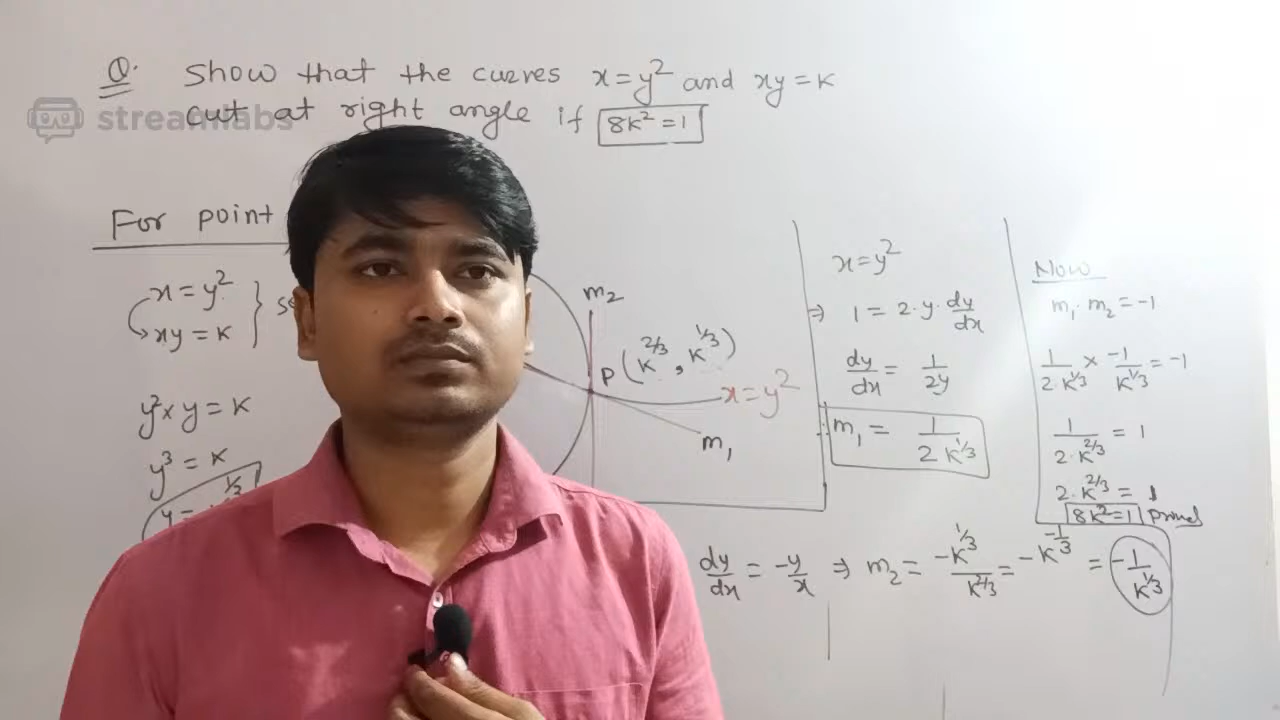 Q. Show that the curves x = y² and xy = K
streamlabs
cut at right angle if 8K² = 1
For point
x = y²
xy = K
y² × y = K
y³ = K
m₂
P (K^2/3, K^1/3)
x = y²
m₁
x = y²
⇒ 1 = 2·y·dy/dx
dy/dx = 1/2y
m₁ = 1/2K^1/3
Now
m₁·m₂ = -1
1/2·K^1/3 × -1/K^1/3 = -1
1/2·K^2/3 = 1
2·K^2/3 = 1
8K² = 1 proved
dy/dx = -y/x ⇒ m₂ = -K^1/3/K^2/3 = -K^-1/3 = -1/K^1/3